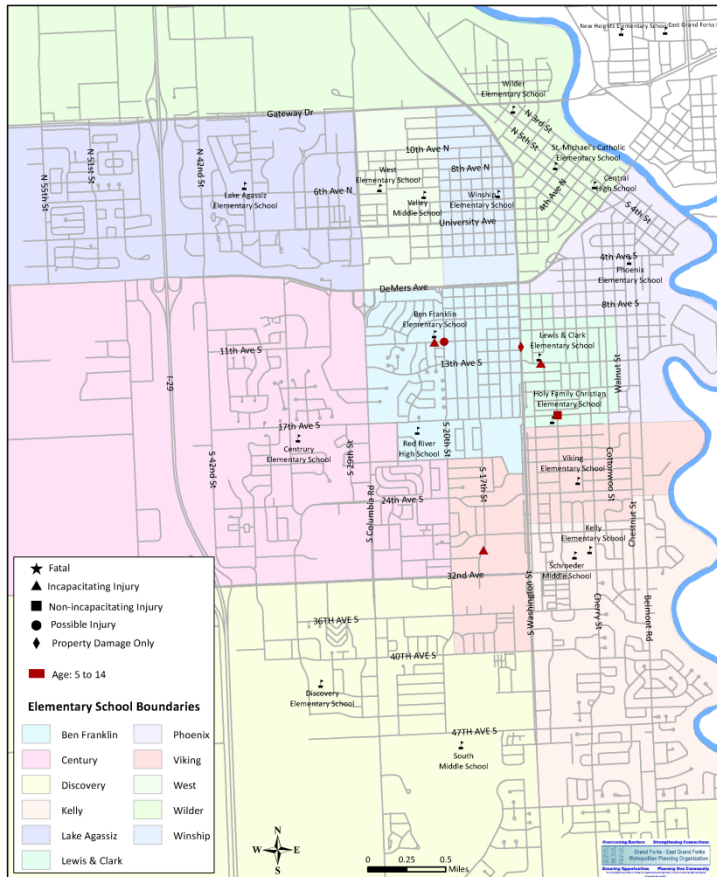 New Heights Elementary School
East Grand Forks
Wilder
Elementary School
Gateway Dr
N 3rd St
N 5th St
St. Michael's Catholic
Elementary School
N 55th St
N 51st St
N 42nd St
10th Ave N
8th Ave N
West
Elementary School
Central
High School
Lake Agassiz
Elementary School
6th Ave N
Valley
Middle School
Winship
Elementary School
4th Ave N
S 4th St
University Ave
4th Ave S
Phoenix
Elementary School
DeMers Ave
8th Ave S
Ben Franklin
Elementary School
Lewis & Clark
Elementary School
11th Ave S
13th Ave S
Walnut St
I-29
Holy Family Christian
Elementary School
17th Ave S
Centrury
Elementary School
S 42nd St
S 29th St
S 20th St
Red River
High School
Viking
Elementary School
Cottonwoo St
S Columbia Rd
24th Ave S
S 17th St
Chestnut St
Kelly
Elementary School
Schroeder
Middle School
32nd Ave
S Washington St
Cherry St
Belmont Rd
36TH AVE S
40TH AVE S
Discovery
Elementary School
47TH AVE S
South
Middle School
Fatal
Incapacitating Injury
Non-incapacitating Injury
Possible Injury
Property Damage Only
Age: 5 to 14
Elementary School Boundaries
Ben Franklin
Phoenix
Century
Viking
Discovery
West
Kelly
Wilder
Lake Agassiz
Winship
Lewis & Clark
N
W E
S
0 0.25 0.5
Miles
Overcoming Barriers Strengthening Connections
Grand Forks - East Grand Forks
Metropolitan Planning Organization
Ensuring Opportunities Planning One Community